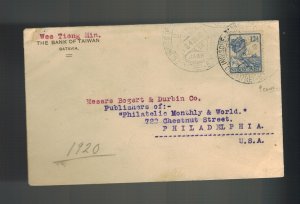 Wee Tiong Min.
THE BANK OF TAIWAN
BATAVIA.
Messrs Bogert & Durbin Co.
Publishers of:-
"Philatelic Monthly & World."
722 Chestnut Street.
PHILADELPHIA.
U.S.A.
1920